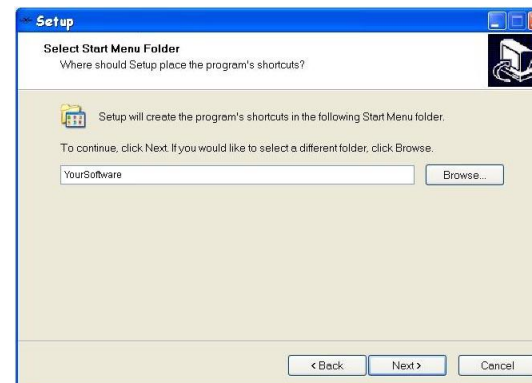 Setup
Select Start Menu Folder
Where should Setup place the program's shortcuts?
Setup will create the program's shortcuts in the following Start Menu folder.
To continue, click Next. If you would like to select a different folder, click Browse.
YourSoftware
Browse...
< Back
Next >
Cancel